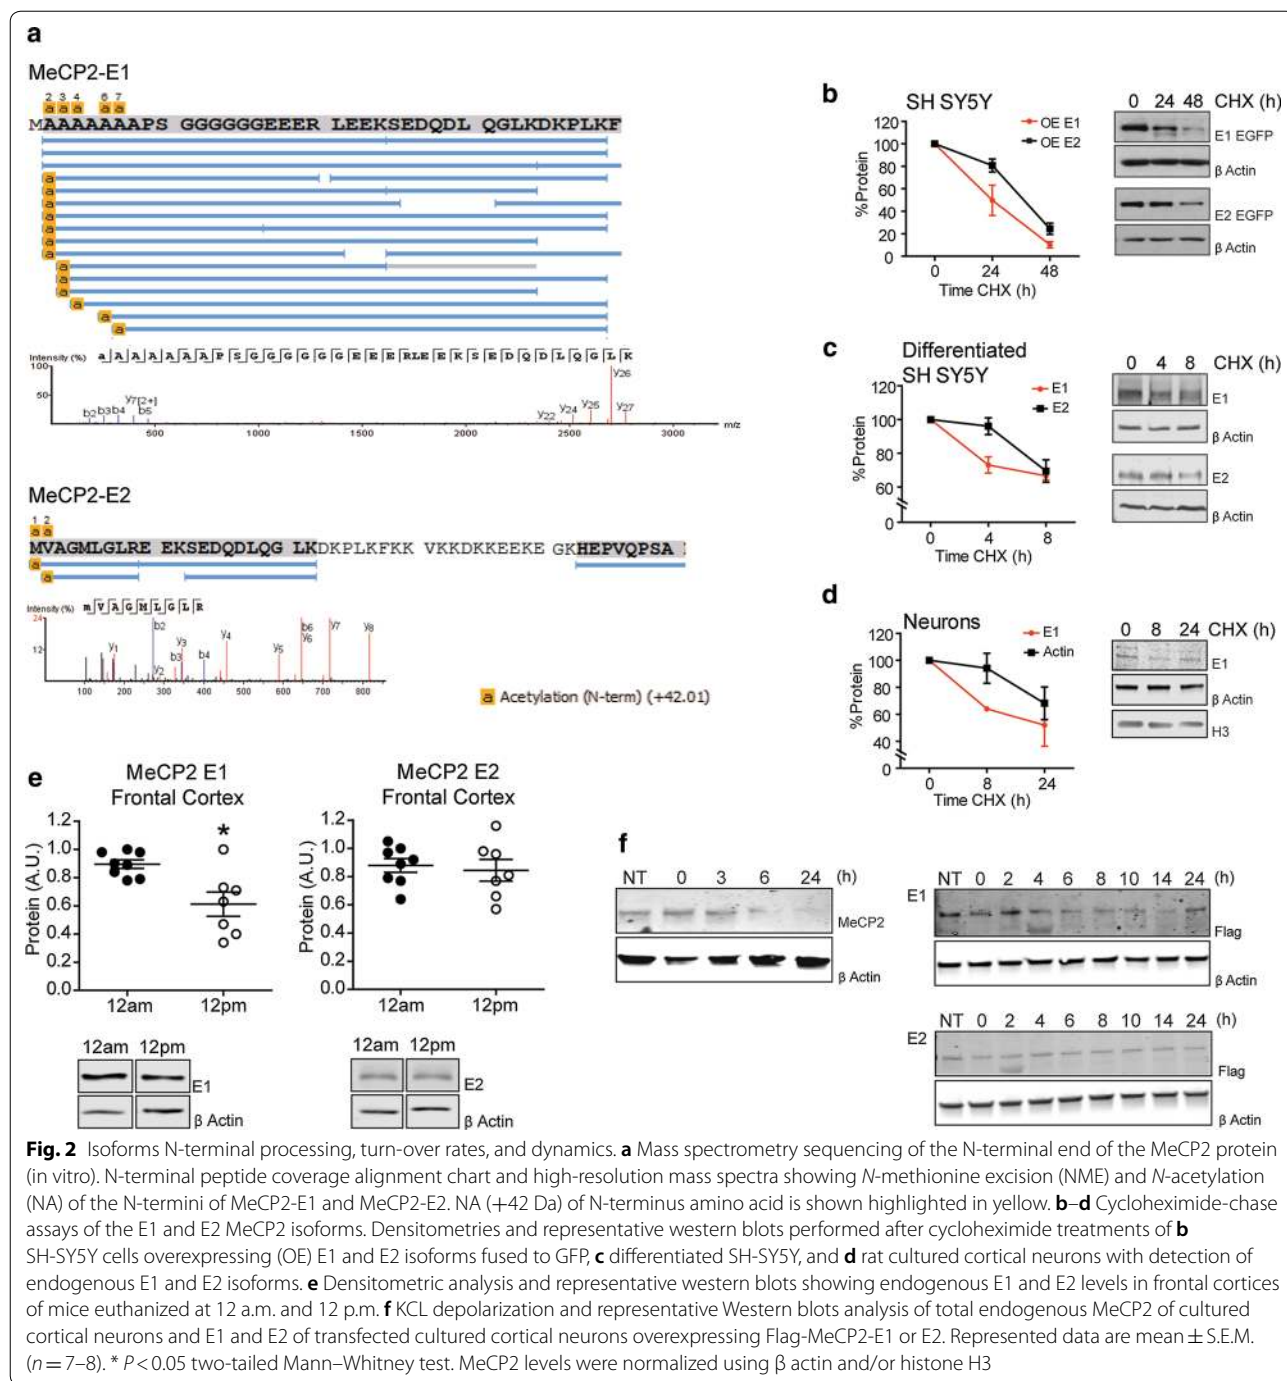 a
MeCP2-E1
2 3 4 6 7
a a a a a
MAAAAAAAPS GGGGGGEEER LEEKSEDQDL QGLKDKPLKF
a
a
a
a
a
a
a
a
a
a
a
a
a
Intensity (%) a A A A A A A P S G G G G G G E E E R L E E K S E D Q D L Q G L K
100
50
b2 b3 b4 y7[2+] b5 y22 y24 y25 y26 y27
500 1000 1500 2000 2500 3000 m/z
MeCP2-E2
1 2
a a
MVAGMLGLRE EKSEDQDLQG LKDKPLKFKK VKKDKKEEKE GKHEPVQPSA
a
a
Intensity (%) m V A G M L G L R
24
12
y1 b2 y2 b3 y3 b4 y4 y5 b6 y6 y7 y8
100 200 300 400 500 600 700 800
a Acetylation (N-term) (+42.01)
b
SH SY5Y
OE E1
OE E2
%Protein
120
100
80
60
40
20
0
0 24 48
Time CHX (h)
0 24 48 CHX (h)
E1 EGFP
β Actin
E2 EGFP
β Actin
c
Differentiated
SH SY5Y
E1
E2
%Protein
120
100
80
60
0
0 4 8
Time CHX (h)
0 4 8 CHX (h)
E1
β Actin
E2
β Actin
d
Neurons
E1
Actin
%Protein
120
100
80
60
40
0
0 8 24
Time CHX (h)
0 8 24 CHX (h)
E1
β Actin
H3
e
MeCP2 E1
Frontal Cortex
Protein (A.U.)
1.2
1.0
0.8
0.6
0.4
0.2
0.0
*
12am 12pm
12am 12pm
E1
β Actin
MeCP2 E2
Frontal Cortex
Protein (A.U.)
1.2
1.0
0.8
0.6
0.4
0.2
0.0
12am 12pm
12am 12pm
E2
β Actin
f
NT 0 3 6 24 (h)
MeCP2
β Actin
E1
NT 0 2 4 6 8 10 14 24 (h)
Flag
β Actin
E2
NT 0 2 4 6 8 10 14 24 (h)
Flag
β Actin
Fig. 2 Isoforms N-terminal processing, turn-over rates, and dynamics. a Mass spectrometry sequencing of the N-terminal end of the MeCP2 protein
(in vitro). N-terminal peptide coverage alignment chart and high-resolution mass spectra showing N-methionine excision (NME) and N-acetylation
(NA) of the N-termini of MeCP2-E1 and MeCP2-E2. NA (+42 Da) of N-terminus amino acid is shown highlighted in yellow. b–d Cycloheximide-chase
assays of the E1 and E2 MeCP2 isoforms. Densitometries and representative western blots performed after cycloheximide treatments of b
SH-SY5Y cells overexpressing (OE) E1 and E2 isoforms fused to GFP, c differentiated SH-SY5Y, and d rat cultured cortical neurons with detection of
endogenous E1 and E2 isoforms. e Densitometric analysis and representative western blots showing endogenous E1 and E2 levels in frontal cortices
of mice euthanized at 12 a.m. and 12 p.m. f KCL depolarization and representative Western blots analysis of total endogenous MeCP2 of cultured
cortical neurons and E1 and E2 of transfected cultured cortical neurons overexpressing Flag-MeCP2-E1 or E2. Represented data are mean ± S.E.M.
(n = 7–8). * P < 0.05 two-tailed Mann–Whitney test. MeCP2 levels were normalized using β actin and/or histone H3